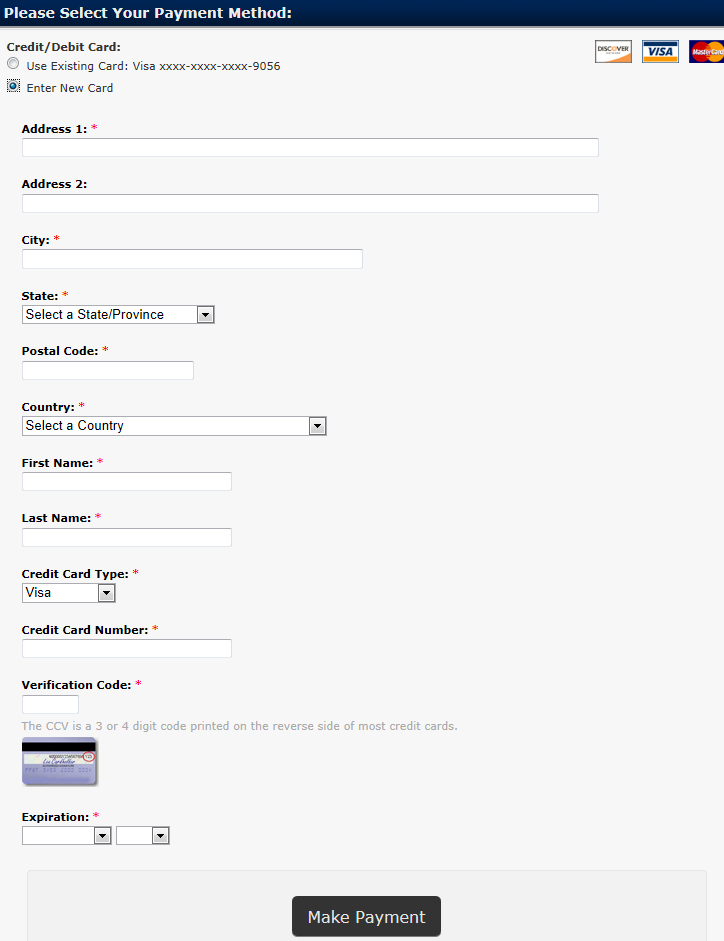 Please Select Your Payment Method:
Credit/Debit Card:
DISCOVER
VISA
MasterCard
Use Existing Card: Visa xxxx-xxxx-xxxx-9056
Enter New Card
Address 1: *
Address 2:
City: *
State: *
Select a State/Province
Postal Code: *
Country: *
Select a Country
First Name: *
Last Name: *
Credit Card Type: *
Visa
Credit Card Number: *
Verification Code: *
The CCV is a 3 or 4 digit code printed on the reverse side of most credit cards.
Expiration: *
Make Payment